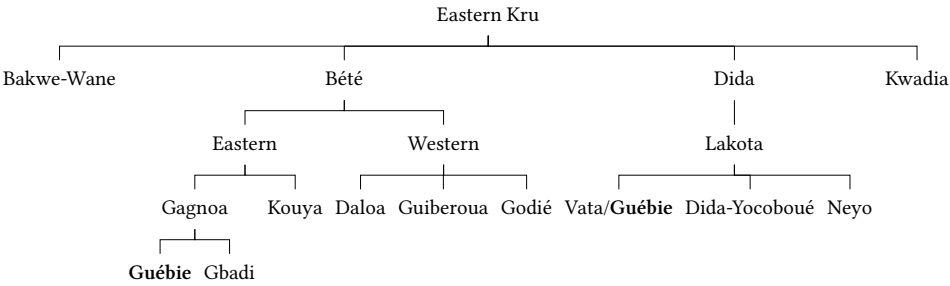 Eastern Kru
Bakwe-Wane Bété Dida Kwadia
Eastern Western Lakota
Gagnoa Kouya Daloa Guiberoua Godié Vata/Guébie Dida-Yocoboué Neyo
Guébie Gbadi